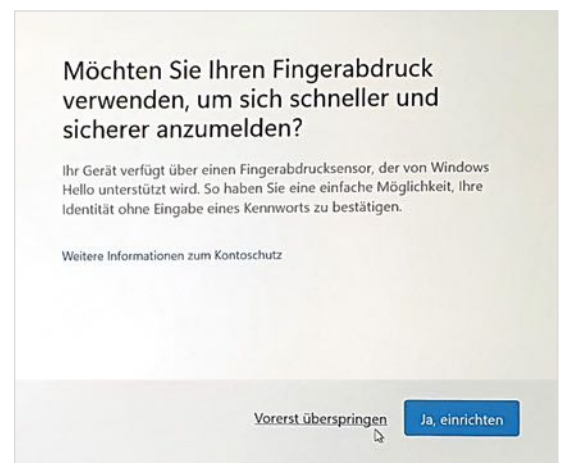 Möchten Sie Ihren Fingerabdruck
verwenden, um sich schneller und
sicherer anzumelden?
Ihr Gerät verfügt über einen Fingerabdrucksensor, der von Windows
Hello unterstützt wird. So haben Sie eine einfache Möglichkeit, Ihre
Identität ohne Eingabe eines Kennworts zu bestätigen.
Weitere Informationen zum Kontoschutz
Vorerst überspringen
Ja, einrichten